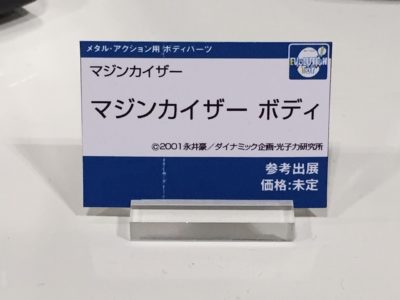 メタル・アクション用 ボディパーツ
EVOLUTION TOY
マジンカイザー
マジンカイザー ボディ
©2001永井豪／ダイナミック企画・光子力研究所
参考出展
価格:未定